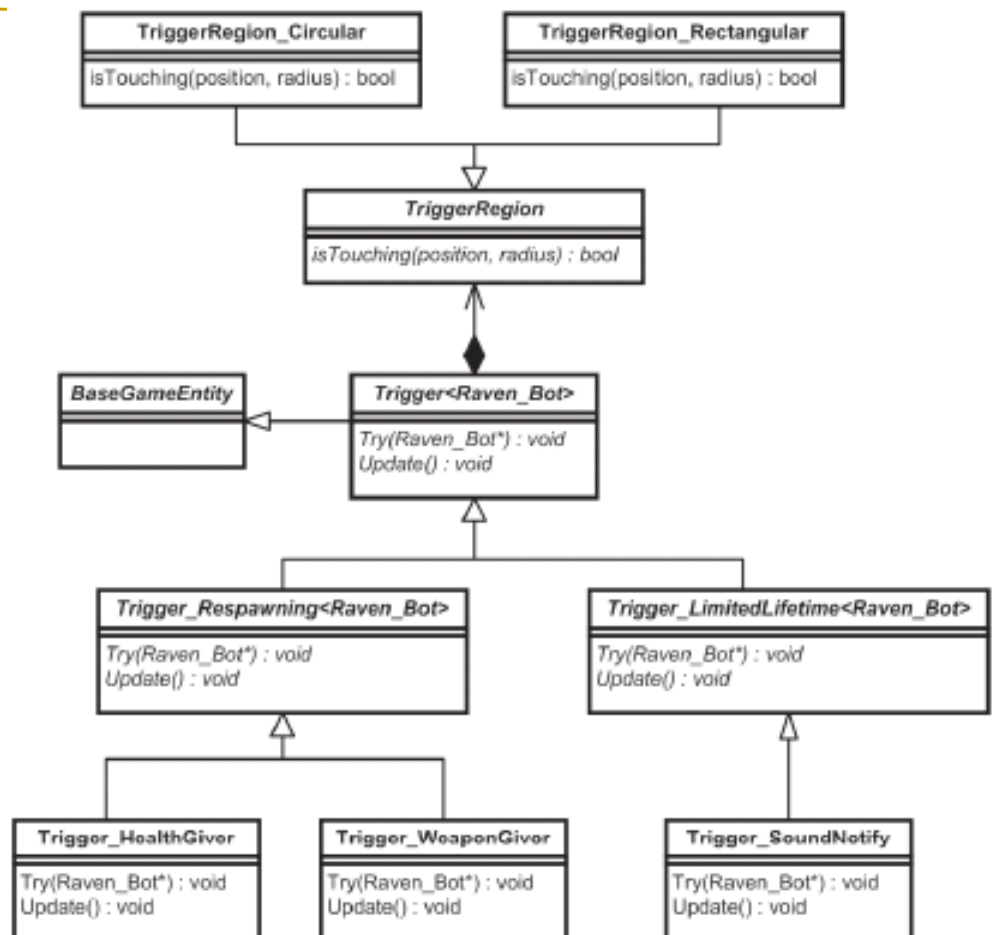 TriggerRegion_Circular
isTouching(position, radius) : bool
TriggerRegion_Rectangular
isTouching(position, radius) : bool
TriggerRegion
isTouching(position, radius) : bool
BaseGameEntity
Trigger<Raven_Bot>
Try(Raven_Bot*) : void
Update() : void
Trigger_Respawning<Raven_Bot>
Try(Raven_Bot*) : void
Update() : void
Trigger_LimitedLifetime<Raven_Bot>
Try(Raven_Bot*) : void
Update() : void
Trigger_HealthGiver
Try(Raven_Bot*) : void
Update() : void
Trigger_WeaponGiver
Try(Raven_Bot*) : void
Update() : void
Trigger_SoundNotify
Try(Raven_Bot*) : void
Update() : void